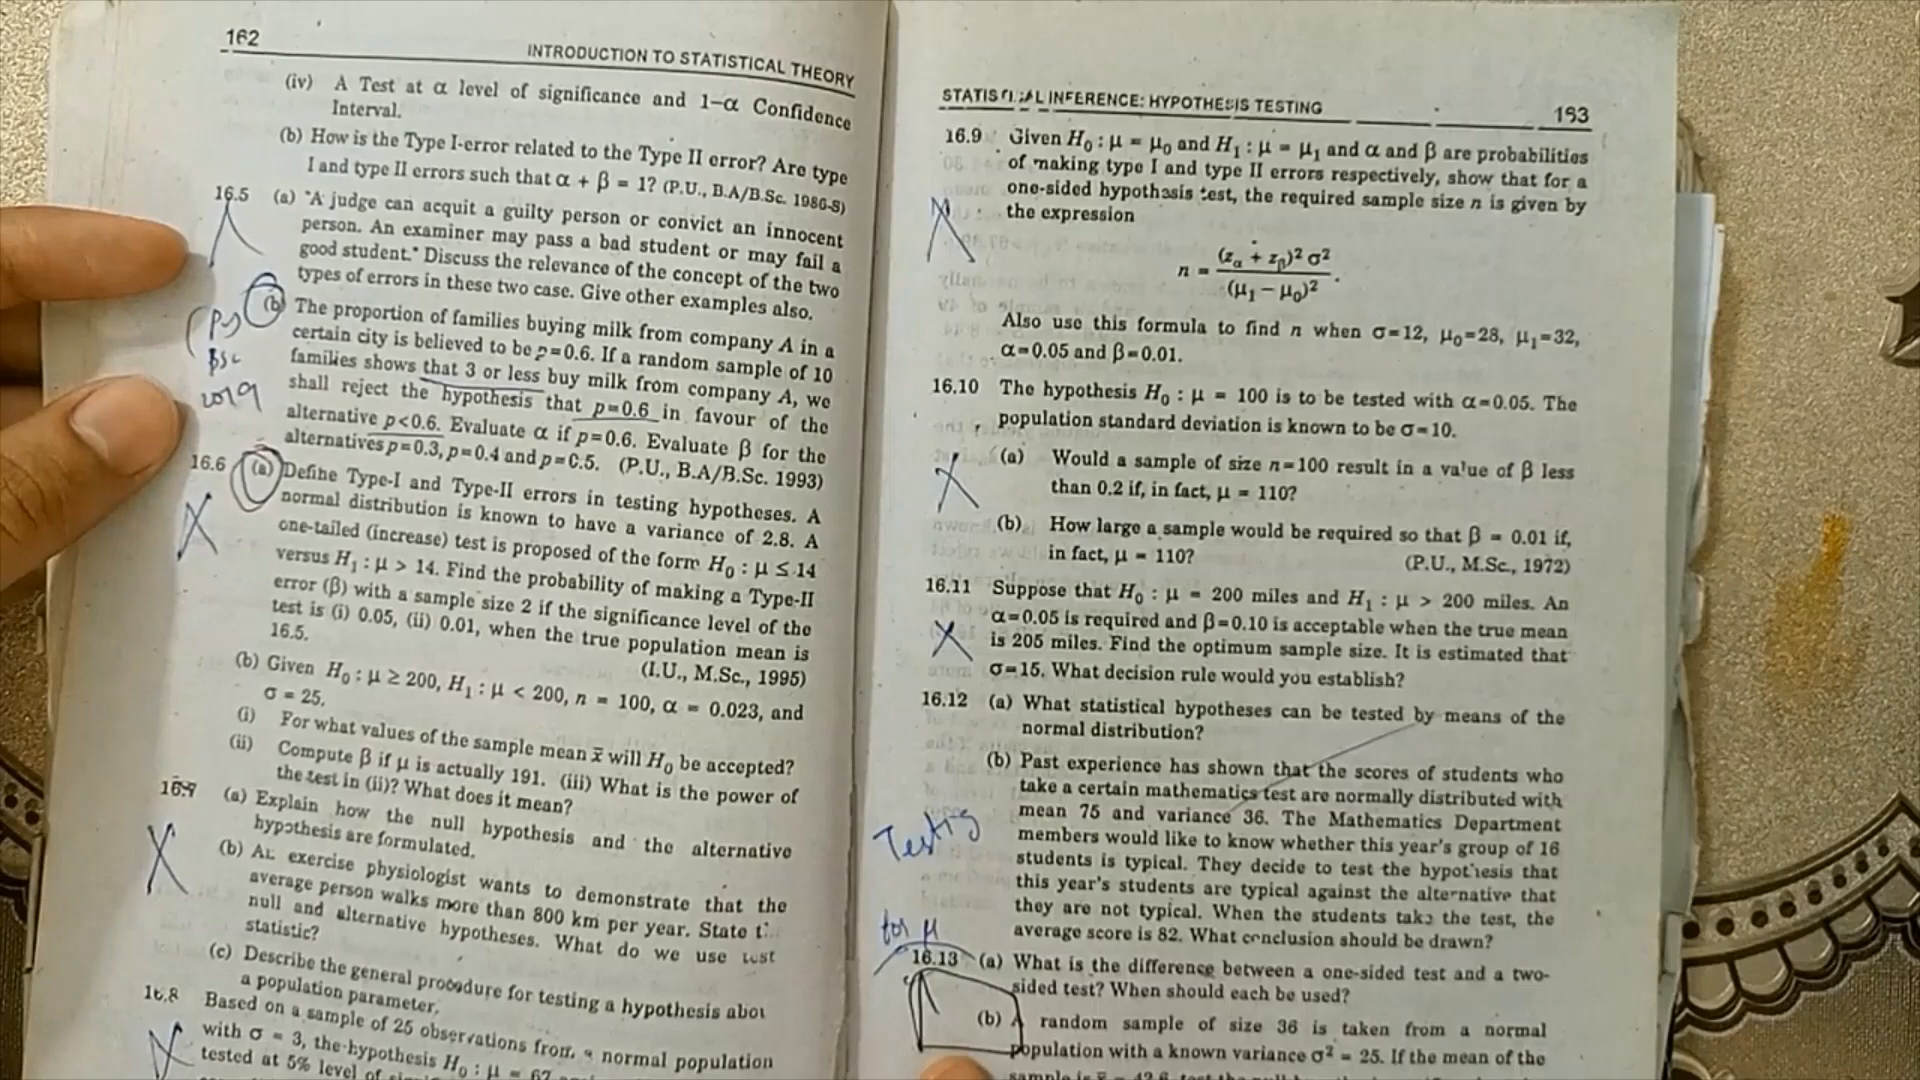 162
INTRODUCTION TO STATISTICAL THEORY
(iv) A Test at α level of significance and 1–α Confidence
Interval.
(b) How is the Type I-error related to the Type II error? Are type
I and type II errors such that α + β = 1? (P.U., B.A/B.Sc. 1986-S)
16.5 (a) "A judge can acquit a guilty person or convict an innocent
person. An examiner may pass a bad student or may fail a
good student." Discuss the relevance of the concept of the two
types of errors in these two case. Give other examples also.
(b) The proportion of families buying milk from company A in a
certain city is believed to be p=0.6. If a random sample of 10
families shows that 3 or less buy milk from company A, we
shall reject the hypothesis that p=0.6 in favour of the
alternative p<0.6. Evaluate α if p=0.6. Evaluate β for the
alternatives p=0.3, p=0.4 and p=0.5. (P.U., B.A/B.Sc. 1993)
Bsc
2019
16.6 (a) Define Type-I and Type-II errors in testing hypotheses. A
normal distribution is known to have a variance of 2.8. A
one-tailed (increase) test is proposed of the form H₀ : μ ≤ 14
versus H₁ : μ > 14. Find the probability of making a Type-II
error (β) with a sample size 2 if the significance level of the
test is (i) 0.05, (ii) 0.01, when the true population mean is
16.5. (I.U., M.Sc., 1995)
(b) Given H₀ : μ ≥ 200, H₁ : μ < 200, n = 100, α = 0.023, and
σ = 25.
(i) For what values of the sample mean x̄ will H₀ be accepted?
(ii) Compute β if μ is actually 191. (iii) What is the power of
the test in (ii)? What does it mean?
16.7 (a) Explain how the null hypothesis and the alternative
hypothesis are formulated.
(b) An exercise physiologist wants to demonstrate that the
average person walks more than 800 km per year. State
null and alternative hypotheses. What do we use test
statistic?
(c) Describe the general procedure for testing a hypothesis about
a population parameter.
16.8 Based on a sample of 25 observations from a normal population
with σ = 3, the hypothesis H₀ : μ = 67
tested at 5% level of
STATISTICAL INFERENCE: HYPOTHESIS TESTING
163
16.9 Given H₀ : μ = μ₀ and H₁ : μ = μ₁ and α and β are probabilities
of making type I and type II errors respectively, show that for a
one-sided hypothesis test, the required sample size n is given by
the expression
n = (zα + zβ)² σ² / (μ₁ – μ₀)² .
Also use this formula to find n when σ=12, μ₀=28, μ₁=32,
α=0.05 and β=0.01.
16.10 The hypothesis H₀ : μ = 100 is to be tested with α=0.05. The
population standard deviation is known to be σ=10.
(a) Would a sample of size n=100 result in a value of β less
than 0.2 if, in fact, μ = 110?
(b) How large a sample would be required so that β = 0.01 if,
in fact, μ = 110? (P.U., M.Sc., 1972)
16.11 Suppose that H₀ : μ = 200 miles and H₁ : μ > 200 miles. An
α=0.05 is required and β=0.10 is acceptable when the true mean
is 205 miles. Find the optimum sample size. It is estimated that
σ=15. What decision rule would you establish?
16.12 (a) What statistical hypotheses can be tested by means of the
normal distribution?
(b) Past experience has shown that the scores of students who
take a certain mathematics test are normally distributed with
mean 75 and variance 36. The Mathematics Department
members would like to know whether this year's group of 16
students is typical. They decide to test the hypothesis that
this year's students are typical against the alternative that
they are not typical. When the students take the test, the
average score is 82. What conclusion should be drawn?
Testing
for μ
16.13 (a) What is the difference between a one-sided test and a two-
sided test? When should each be used?
(b) A random sample of size 36 is taken from a normal
population with a known variance σ² = 25. If the mean of the
sample is x̄ = 42.6, test the null